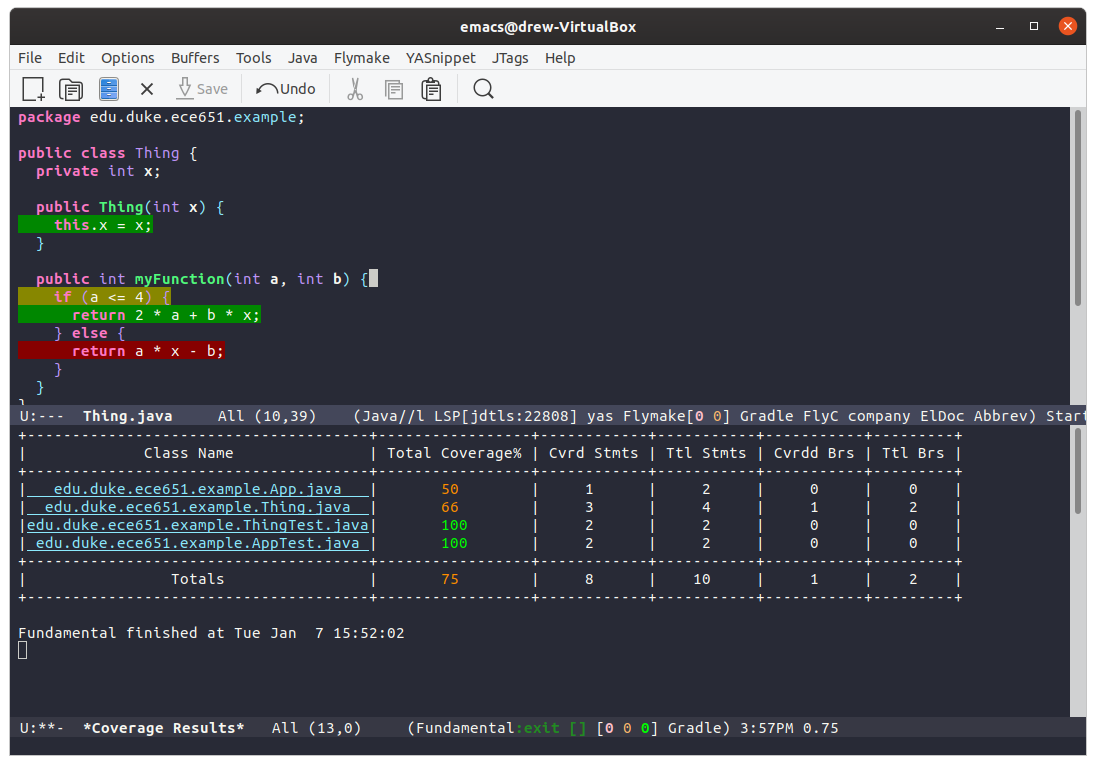 emacs@drew-VirtualBox
File Edit Options Buffers Tools Java Flymake YASnippet JTags Help
Save Undo
package edu.duke.ece651.example;
public class Thing {
  private int x;
  public Thing(int x) {
    this.x = x;
  }
  public int myFunction(int a, int b) {
    if (a <= 4) {
      return 2 * a + b * x;
    } else {
      return a * x - b;
    }
  }
}
U:--- Thing.java All (10,39) (Java//l LSP[jdtls:22808] yas Flymake[0 0] Gradle FlyC company ElDoc Abbrev) Start
+--------------------------------------+-----------------+------------+-----------+-----------+---------+
| Class Name | Total Coverage% | Cvrd Stmts | Ttl Stmts | Cvrdd Brs | Ttl Brs |
+--------------------------------------+-----------------+------------+-----------+-----------+---------+
| edu.duke.ece651.example.App.java | 50 | 1 | 2 | 0 | 0 |
| edu.duke.ece651.example.Thing.java | 66 | 3 | 4 | 1 | 2 |
|edu.duke.ece651.example.ThingTest.java| 100 | 2 | 2 | 0 | 0 |
| edu.duke.ece651.example.AppTest.java | 100 | 2 | 2 | 0 | 0 |
+--------------------------------------+-----------------+------------+-----------+-----------+---------+
| Totals | 75 | 8 | 10 | 1 | 2 |
+--------------------------------------+-----------------+------------+-----------+-----------+---------+
Fundamental finished at Tue Jan  7 15:52:02
U:**- *Coverage Results* All (13,0) (Fundamental:exit [] [0 0 0] Gradle) 3:57PM 0.75